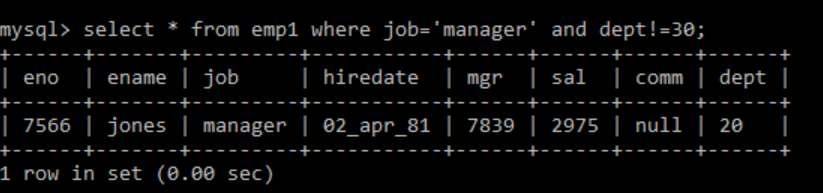 mysql> select * from emp1 where job='manager' and dept!=30;
+------+-------+---------+-----------+------+------+------+------+
| eno  | ename | job     | hiredate  | mgr  | sal  | comm | dept |
+------+-------+---------+-----------+------+------+------+------+
| 7566 | jones | manager | 02_apr_81 | 7839 | 2975 | null | 20   |
+------+-------+---------+-----------+------+------+------+------+
1 row in set (0.00 sec)